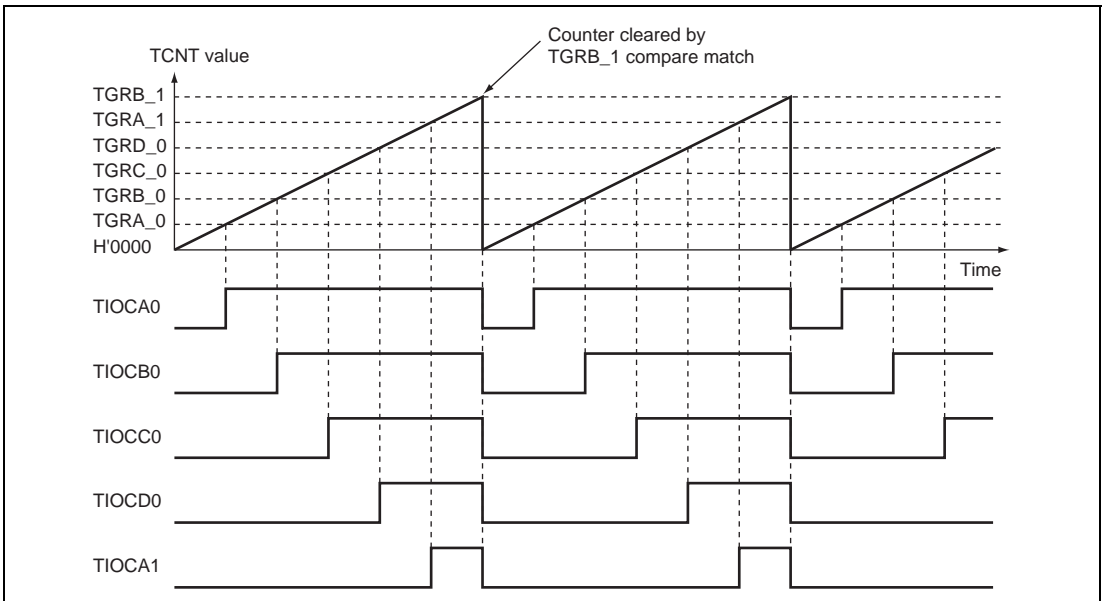 Counter cleared by
TGRB_1 compare match
TCNT value
TGRB_1
TGRA_1
TGRD_0
TGRC_0
TGRB_0
TGRA_0
H'0000
Time
TIOCA0
TIOCB0
TIOCC0
TIOCD0
TIOCA1